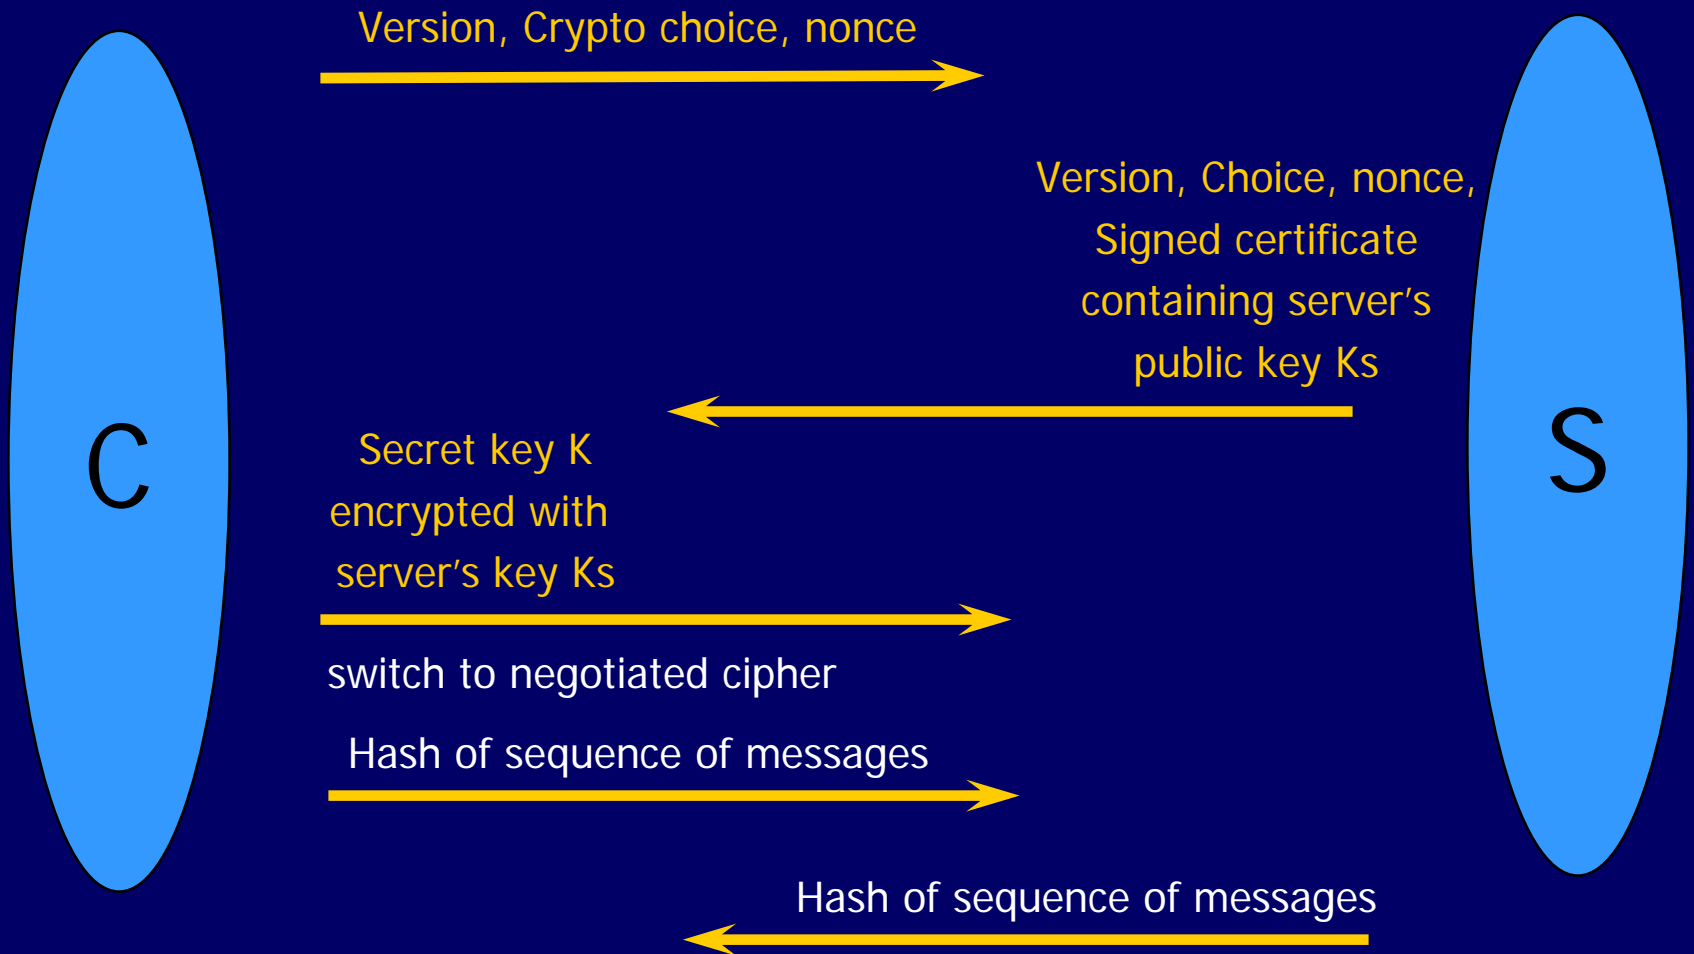 Version, Crypto choice, nonce
Version, Choice, nonce,
Signed certificate
containing server’s
public key Ks
C
S
Secret key K
encrypted with
server’s key Ks
switch to negotiated cipher
Hash of sequence of messages
Hash of sequence of messages